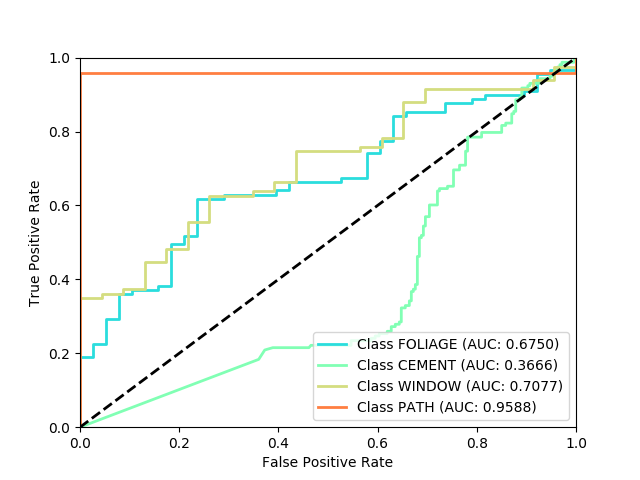 1.0
0.8
0.6
0.4
0.2
0.0
True Positive Rate
Class FOLIAGE (AUC: 0.6750)
Class CEMENT (AUC: 0.3666)
Class WINDOW (AUC: 0.7077)
Class PATH (AUC: 0.9588)
0.0 0.2 0.4 0.6 0.8 1.0
False Positive Rate